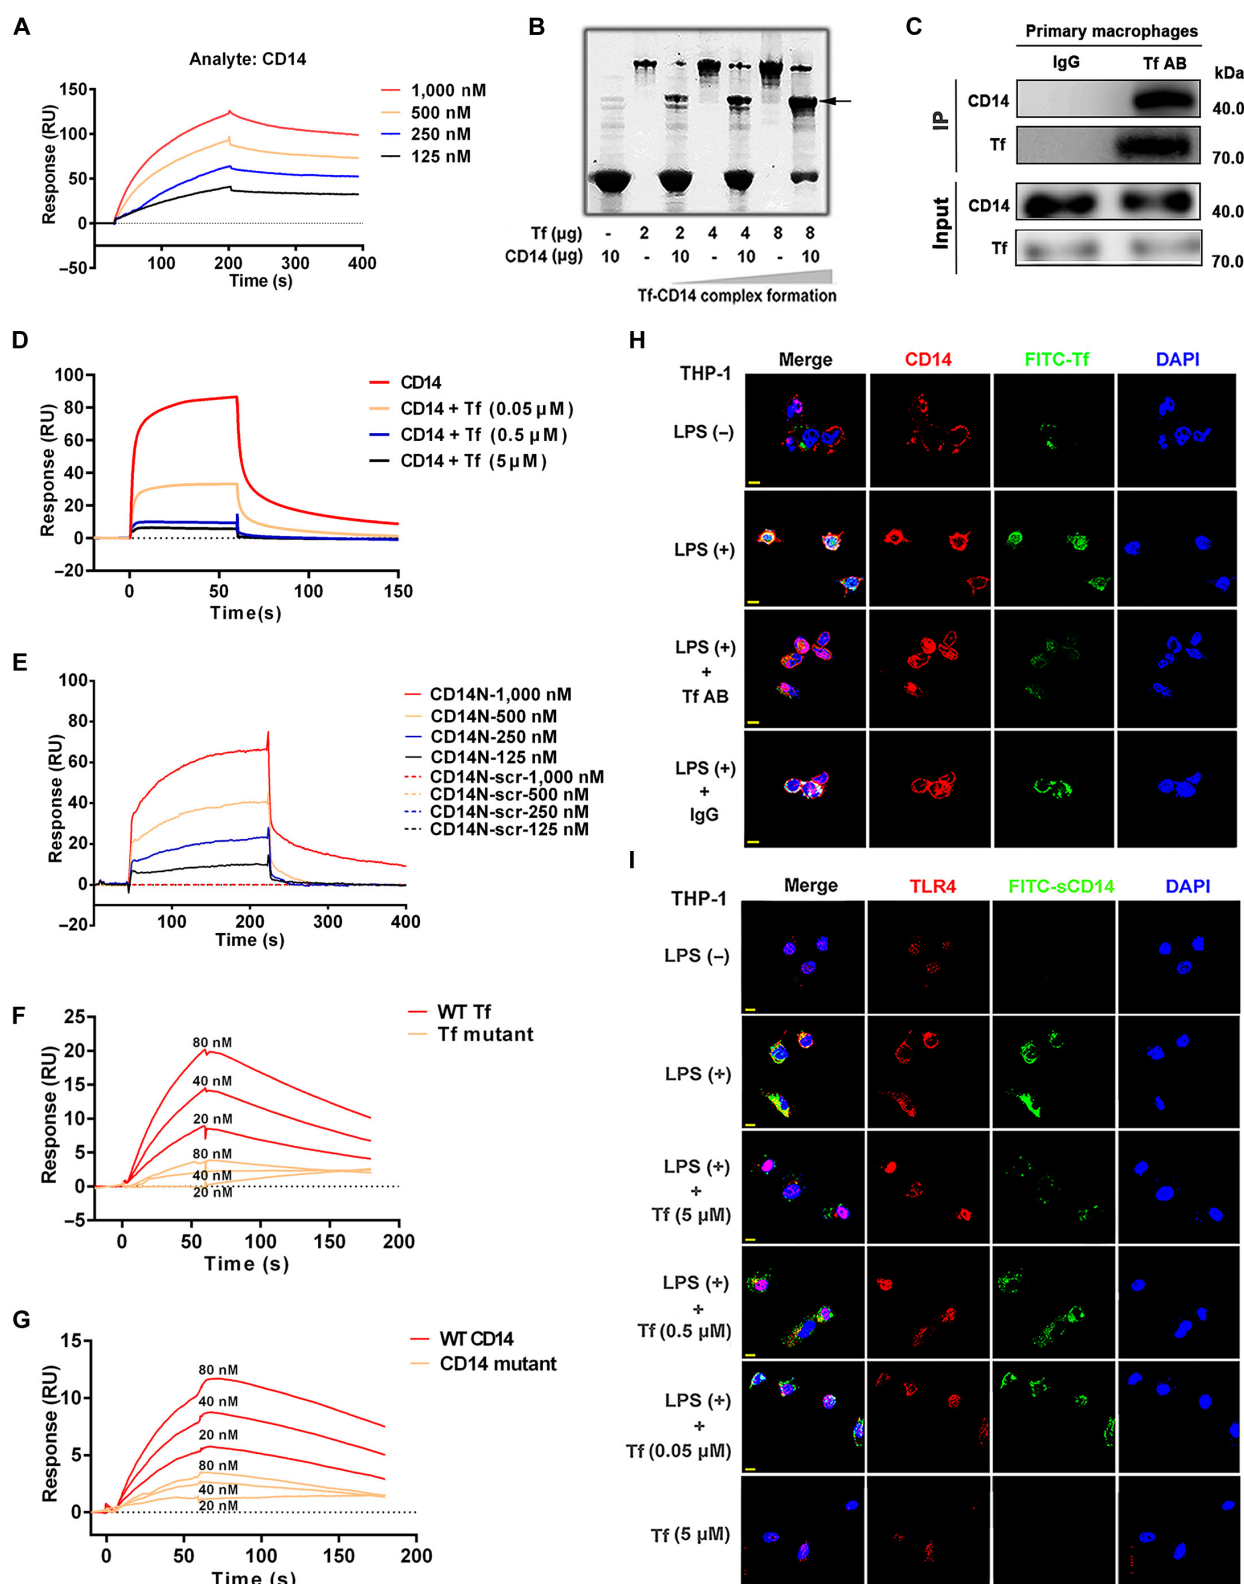 A
Analyte: CD14
Response (RU)
150
100
50
0
−50
100 200 300 400
Time (s)
1,000 nM
500 nM
250 nM
125 nM
B
Tf (μg) - 2 2 4 4 8 8
CD14 (μg) 10 - 10 - 10 - 10
Tf-CD14 complex formation
C
Primary macrophages
IgG Tf AB
kDa
IP
CD14 40.0
Tf 70.0
Input
CD14 40.0
Tf 70.0
D
Response (RU)
100
80
60
40
20
0
−20
0 50 100 150
Time(s)
CD14
CD14 + Tf (0.05 μM)
CD14 + Tf (0.5 μM)
CD14 + Tf (5 μM)
E
Response (RU)
100
80
60
40
20
0
−20
100 200 300 400
Time (s)
CD14N-1,000 nM
CD14N-500 nM
CD14N-250 nM
CD14N-125 nM
CD14N-scr-1,000 nM
CD14N-scr-500 nM
CD14N-scr-250 nM
CD14N-scr-125 nM
F
Response (RU)
25
20
15
10
5
0
−5
0 50 100 150 200
Time (s)
WT Tf
Tf mutant
80 nM
40 nM
20 nM
80 nM
40 nM
20 nM
G
Response (RU)
15
10
5
0
0 50 100 150 200
Time (s)
WT CD14
CD14 mutant
80 nM
40 nM
20 nM
80 nM
40 nM
20 nM
H
THP-1
Merge CD14 FITC-Tf DAPI
LPS (−)
LPS (+)
LPS (+)
+
Tf AB
LPS (+)
+
IgG
I
THP-1
Merge TLR4 FITC-sCD14 DAPI
LPS (−)
LPS (+)
LPS (+)
+
Tf (5 μM)
LPS (+)
+
Tf (0.5 μM)
LPS (+)
+
Tf (0.05 μM)
Tf (5 μM)